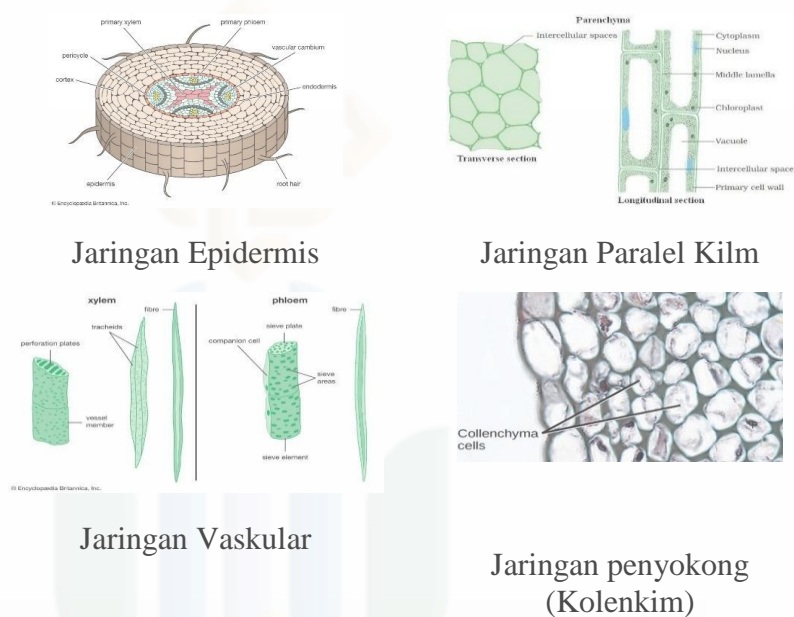 primary xylem
primary phloem
pericycle
vascular cambium
cortex
endodermis
epidermis
root hair
© Encyclopædia Britannica, Inc.
Jaringan Epidermis
Parenchyma
Intercellular spaces
Transverse section
Cytoplasm
Nucleus
Middle lamella
Chloroplast
Vacuole
Intercellular space
Primary cell wall
Longitudinal section
Jaringan Paralel Kilm
xylem
phloem
fibre
fibre
tracheids
perforation plates
vessel
member
sieve plate
companion cell
sieve
areas
sieve element
© Encyclopædia Britannica, Inc.
Jaringan Vaskular
Collenchyma
cells
Jaringan penyokong
(Kolenkim)